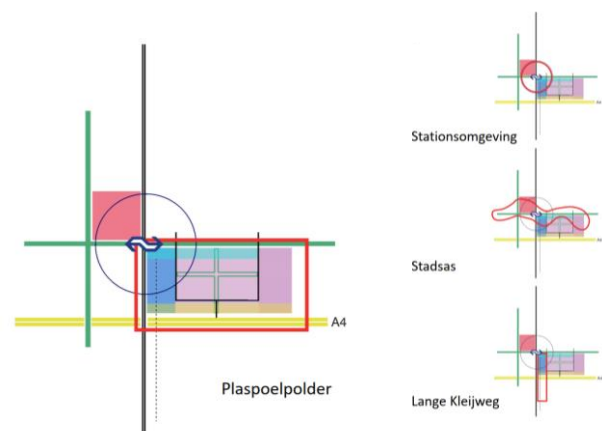 A4
Plaspoelpolder
Stationsomgeving
Stadsas
Lange Kleijweg